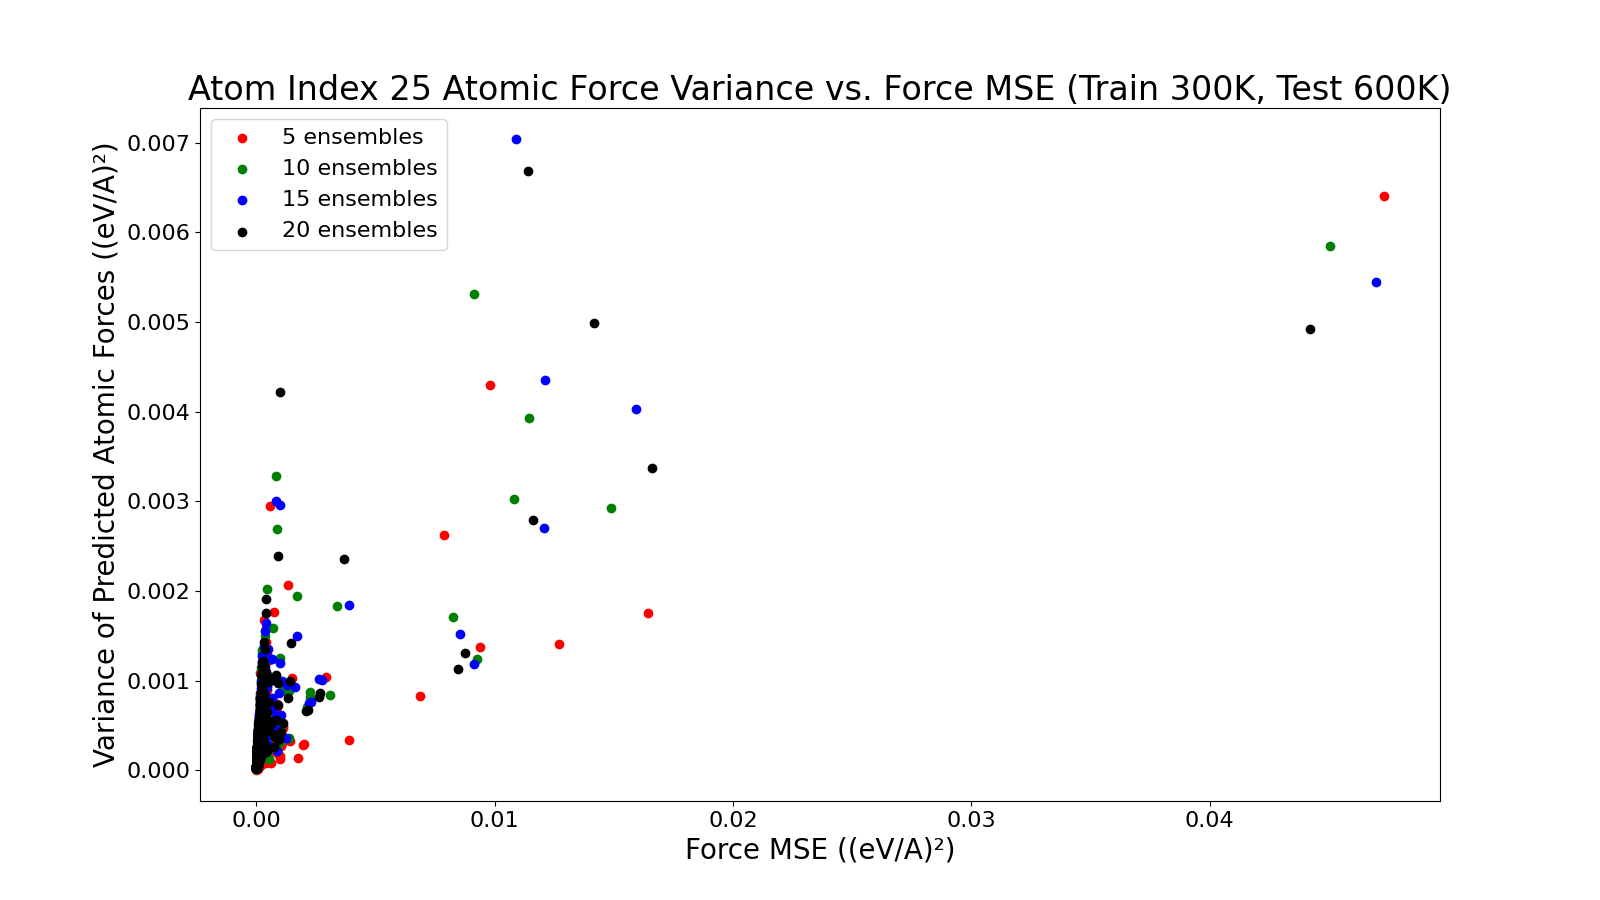 Atom Index 25 Atomic Force Variance vs. Force MSE (Train 300K, Test 600K)
5 ensembles
10 ensembles
15 ensembles
20 ensembles
Variance of Predicted Atomic Forces ((eV/A)²)
0.007
0.006
0.005
0.004
0.003
0.002
0.001
0.000
0.00
0.01
0.02
0.03
0.04
Force MSE ((eV/A)²)